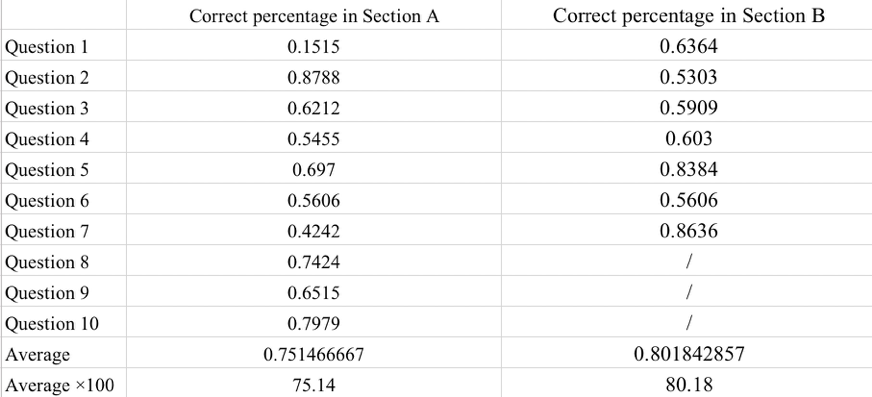 Correct percentage in Section A Correct percentage in Section B
Question 1 0.1515 0.6364
Question 2 0.8788 0.5303
Question 3 0.6212 0.5909
Question 4 0.5455 0.603
Question 5 0.697 0.8384
Question 6 0.5606 0.5606
Question 7 0.4242 0.8636
Question 8 0.7424 /
Question 9 0.6515 /
Question 10 0.7979 /
Average 0.751466667 0.801842857
Average ×100 75.14 80.18